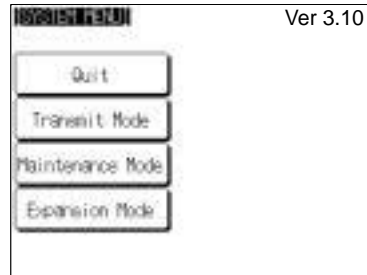 SYSTEM MENU Ver 3.10
Quit
Transmit Mode
Maintenance Mode
Expansion Mode